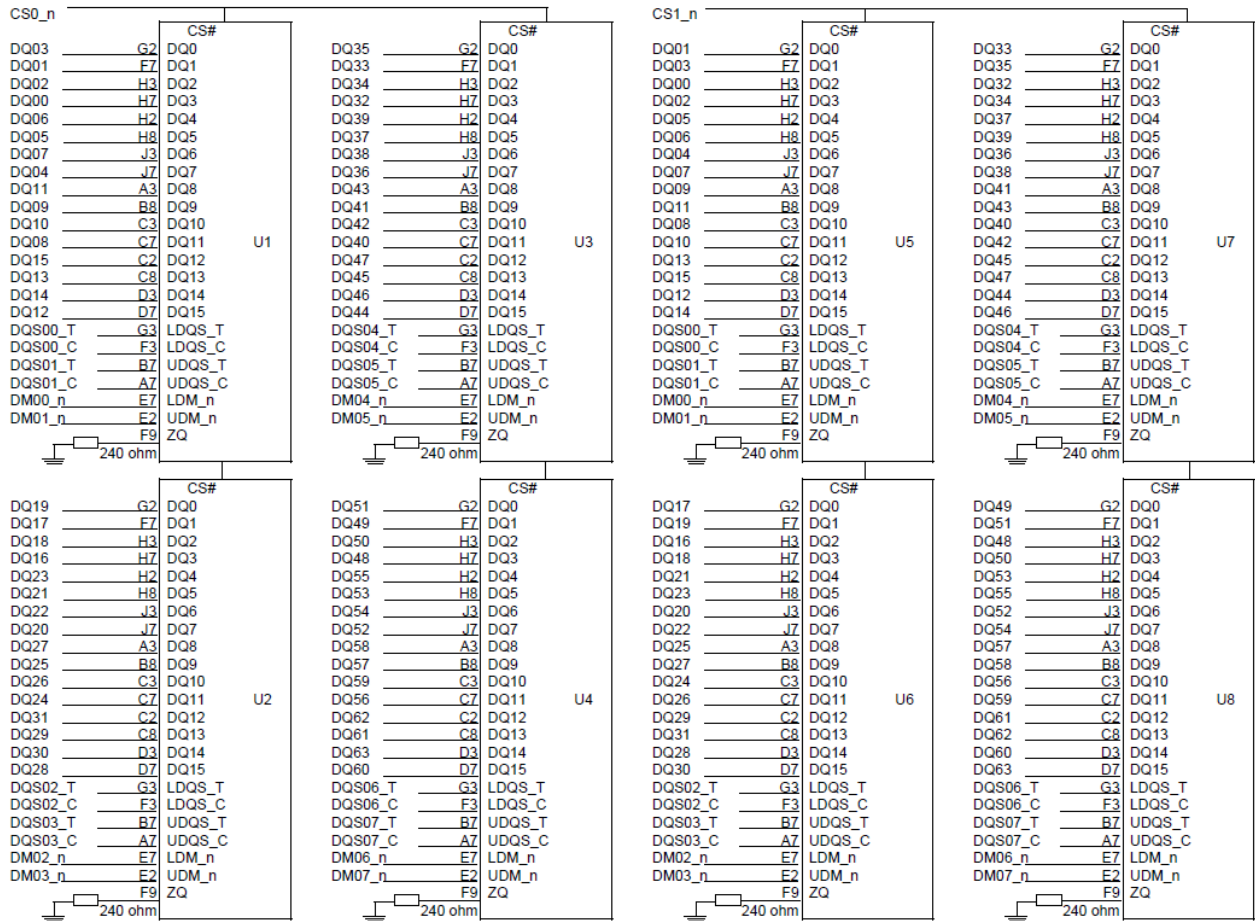 CS0_n CS1_n
CS# CS# CS# CS#
DQ03 G2 DQ0 DQ35 G2 DQ0 DQ01 G2 DQ0 DQ33 G2 DQ0
DQ01 F7 DQ1 DQ33 F7 DQ1 DQ03 F7 DQ1 DQ35 F7 DQ1
DQ02 H3 DQ2 DQ34 H3 DQ2 DQ00 H3 DQ2 DQ32 H3 DQ2
DQ00 H7 DQ3 DQ32 H7 DQ3 DQ02 H7 DQ3 DQ34 H7 DQ3
DQ06 H2 DQ4 DQ39 H2 DQ4 DQ05 H2 DQ4 DQ37 H2 DQ4
DQ05 H8 DQ5 DQ37 H8 DQ5 DQ06 H8 DQ5 DQ39 H8 DQ5
DQ07 J3 DQ6 DQ38 J3 DQ6 DQ04 J3 DQ6 DQ36 J3 DQ6
DQ04 J7 DQ7 DQ36 J7 DQ7 DQ07 J7 DQ7 DQ38 J7 DQ7
DQ11 A3 DQ8 DQ43 A3 DQ8 DQ09 A3 DQ8 DQ41 A3 DQ8
DQ09 B8 DQ9 DQ41 B8 DQ9 DQ11 B8 DQ9 DQ43 B8 DQ9
DQ10 C3 DQ10 DQ42 C3 DQ10 DQ08 C3 DQ10 DQ40 C3 DQ10
DQ08 C7 DQ11 U1 DQ40 C7 DQ11 U3 DQ10 C7 DQ11 U5 DQ42 C7 DQ11 U7
DQ15 C2 DQ12 DQ47 C2 DQ12 DQ13 C2 DQ12 DQ45 C2 DQ12
DQ13 C8 DQ13 DQ45 C8 DQ13 DQ15 C8 DQ13 DQ47 C8 DQ13
DQ14 D3 DQ14 DQ46 D3 DQ14 DQ12 D3 DQ14 DQ44 D3 DQ14
DQ12 D7 DQ15 DQ44 D7 DQ15 DQ14 D7 DQ15 DQ46 D7 DQ15
DQS00_T G3 LDQS_T DQS04_T G3 LDQS_T DQS00_T G3 LDQS_T DQS04_T G3 LDQS_T
DQS00_C F3 LDQS_C DQS04_C F3 LDQS_C DQS00_C F3 LDQS_C DQS04_C F3 LDQS_C
DQS01_T B7 UDQS_T DQS05_T B7 UDQS_T DQS01_T B7 UDQS_T DQS05_T B7 UDQS_T
DQS01_C A7 UDQS_C DQS05_C A7 UDQS_C DQS01_C A7 UDQS_C DQS05_C A7 UDQS_C
DM00_n E7 LDM_n DM04_n E7 LDM_n DM00_n E7 LDM_n DM04_n E7 LDM_n
DM01_n E2 UDM_n DM05_n E2 UDM_n DM01_n E2 UDM_n DM05_n E2 UDM_n
F9 ZQ F9 ZQ F9 ZQ F9 ZQ
240 ohm 240 ohm 240 ohm 240 ohm
CS# CS# CS# CS#
DQ19 G2 DQ0 DQ51 G2 DQ0 DQ17 G2 DQ0 DQ49 G2 DQ0
DQ17 F7 DQ1 DQ49 F7 DQ1 DQ19 F7 DQ1 DQ51 F7 DQ1
DQ18 H3 DQ2 DQ50 H3 DQ2 DQ16 H3 DQ2 DQ48 H3 DQ2
DQ16 H7 DQ3 DQ48 H7 DQ3 DQ18 H7 DQ3 DQ50 H7 DQ3
DQ23 H2 DQ4 DQ55 H2 DQ4 DQ21 H2 DQ4 DQ53 H2 DQ4
DQ21 H8 DQ5 DQ53 H8 DQ5 DQ23 H8 DQ5 DQ55 H8 DQ5
DQ22 J3 DQ6 DQ54 J3 DQ6 DQ20 J3 DQ6 DQ52 J3 DQ6
DQ20 J7 DQ7 DQ52 J7 DQ7 DQ22 J7 DQ7 DQ54 J7 DQ7
DQ27 A3 DQ8 DQ58 A3 DQ8 DQ25 A3 DQ8 DQ57 A3 DQ8
DQ25 B8 DQ9 DQ57 B8 DQ9 DQ27 B8 DQ9 DQ58 B8 DQ9
DQ26 C3 DQ10 DQ59 C3 DQ10 DQ24 C3 DQ10 DQ56 C3 DQ10
DQ24 C7 DQ11 U2 DQ56 C7 DQ11 U4 DQ26 C7 DQ11 U6 DQ59 C7 DQ11 U8
DQ31 C2 DQ12 DQ62 C2 DQ12 DQ29 C2 DQ12 DQ61 C2 DQ12
DQ29 C8 DQ13 DQ61 C8 DQ13 DQ31 C8 DQ13 DQ62 C8 DQ13
DQ30 D3 DQ14 DQ63 D3 DQ14 DQ28 D3 DQ14 DQ60 D3 DQ14
DQ28 D7 DQ15 DQ60 D7 DQ15 DQ30 D7 DQ15 DQ63 D7 DQ15
DQS02_T G3 LDQS_T DQS06_T G3 LDQS_T DQS02_T G3 LDQS_T DQS06_T G3 LDQS_T
DQS02_C F3 LDQS_C DQS06_C F3 LDQS_C DQS02_C F3 LDQS_C DQS06_C F3 LDQS_C
DQS03_T B7 UDQS_T DQS07_T B7 UDQS_T DQS03_T B7 UDQS_T DQS07_T B7 UDQS_T
DQS03_C A7 UDQS_C DQS07_C A7 UDQS_C DQS03_C A7 UDQS_C DQS07_C A7 UDQS_C
DM02_n E7 LDM_n DM06_n E7 LDM_n DM02_n E7 LDM_n DM06_n E7 LDM_n
DM03_n E2 UDM_n DM07_n E2 UDM_n DM03_n E2 UDM_n DM07_n E2 UDM_n
F9 ZQ F9 ZQ F9 ZQ F9 ZQ
240 ohm 240 ohm 240 ohm 240 ohm